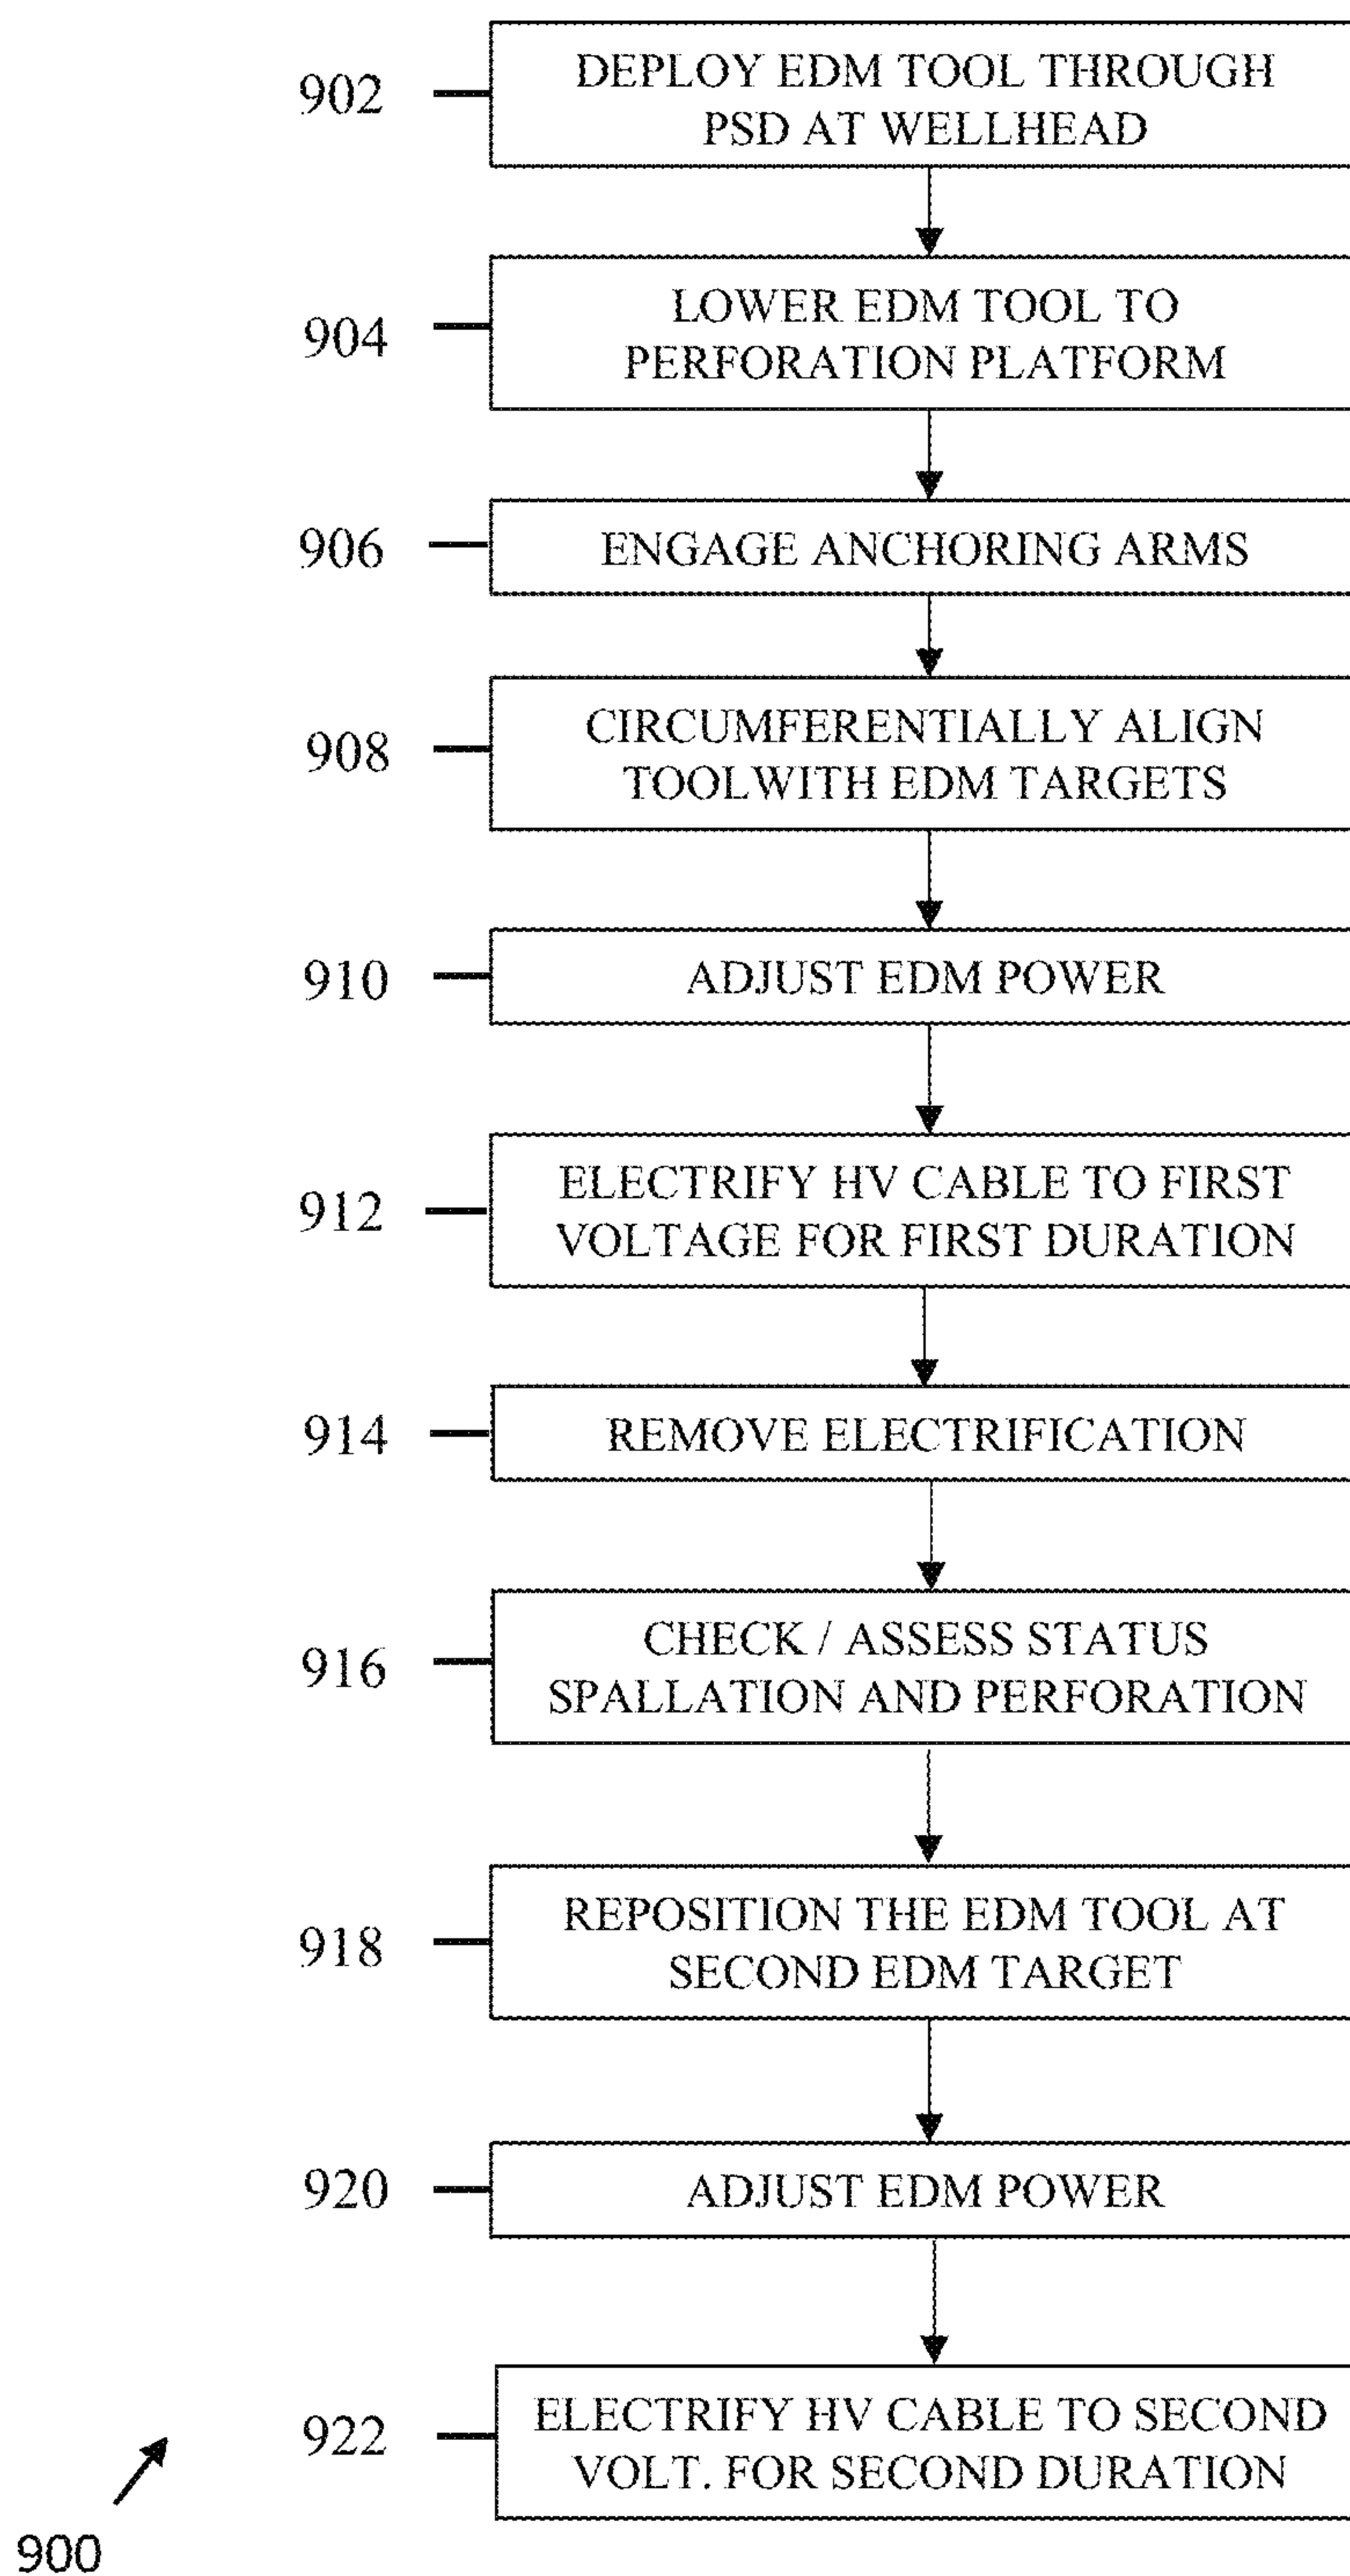 902
DEPLOY EDM TOOL THROUGH
PSD AT WELLHEAD
904
LOWER EDM TOOL TO
PERFORATION PLATFORM
906
ENGAGE ANCHORING ARMS
908
CIRCUMFERENTIALLY ALIGN
TOOLWITH EDM TARGETS
910
ADJUST EDM POWER
912
ELECTRIFY HV CABLE TO FIRST
VOLTAGE FOR FIRST DURATION
914
REMOVE ELECTRIFICATION
916
CHECK / ASSESS STATUS
SPALLATION AND PERFORATION
918
REPOSITION THE EDM TOOL AT
SECOND EDM TARGET
920
ADJUST EDM POWER
922
ELECTRIFY HV CABLE TO SECOND
VOLT. FOR SECOND DURATION
900